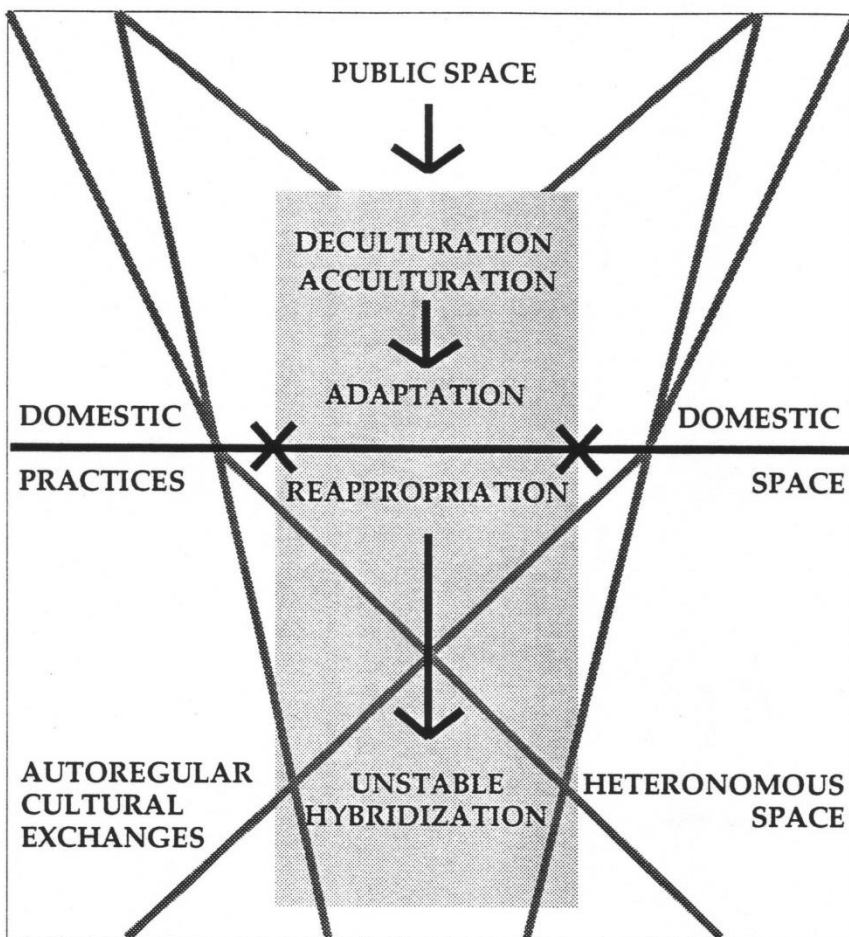 PUBLIC SPACE
DECULTURATION
ACCULTURATION
ADAPTATION
DOMESTIC
DOMESTIC
PRACTICES
REAPPROPRIATION
SPACE
AUTOREGULAR
CULTURAL
EXCHANGES
UNSTABLE
HYBRIDIZATION
HETERONOMOUS
SPACE